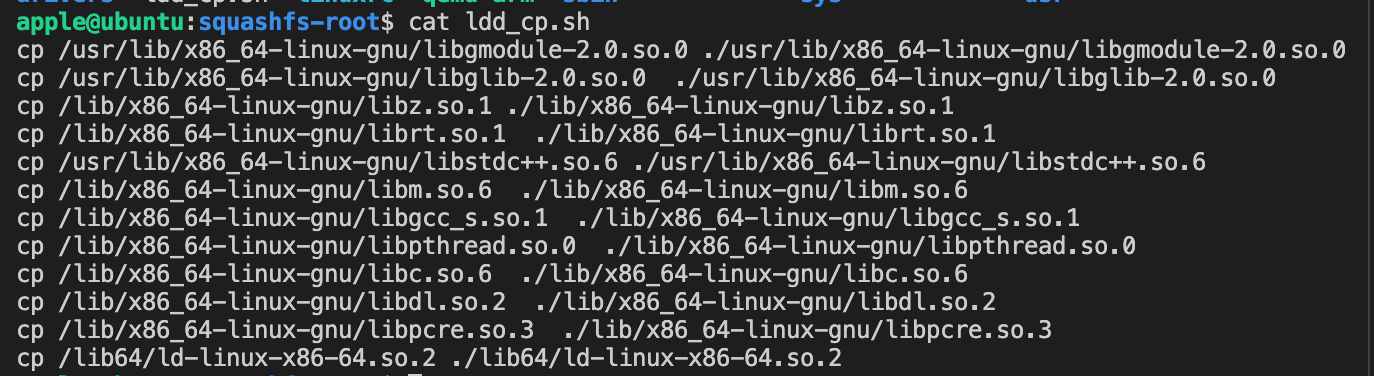 apple@ubuntu:squashfs-root$ cat ldd_cp.sh
cp /usr/lib/x86_64-linux-gnu/libgmodule-2.0.so.0 ./usr/lib/x86_64-linux-gnu/libgmodule-2.0.so.0
cp /usr/lib/x86_64-linux-gnu/libglib-2.0.so.0  ./usr/lib/x86_64-linux-gnu/libglib-2.0.so.0
cp /lib/x86_64-linux-gnu/libz.so.1 ./lib/x86_64-linux-gnu/libz.so.1
cp /lib/x86_64-linux-gnu/librt.so.1  ./lib/x86_64-linux-gnu/librt.so.1
cp /usr/lib/x86_64-linux-gnu/libstdc++.so.6 ./usr/lib/x86_64-linux-gnu/libstdc++.so.6
cp /lib/x86_64-linux-gnu/libm.so.6  ./lib/x86_64-linux-gnu/libm.so.6
cp /lib/x86_64-linux-gnu/libgcc_s.so.1  ./lib/x86_64-linux-gnu/libgcc_s.so.1
cp /lib/x86_64-linux-gnu/libpthread.so.0  ./lib/x86_64-linux-gnu/libpthread.so.0
cp /lib/x86_64-linux-gnu/libc.so.6  ./lib/x86_64-linux-gnu/libc.so.6
cp /lib/x86_64-linux-gnu/libdl.so.2  ./lib/x86_64-linux-gnu/libdl.so.2
cp /lib/x86_64-linux-gnu/libpcre.so.3  ./lib/x86_64-linux-gnu/libpcre.so.3
cp /lib64/ld-linux-x86-64.so.2 ./lib64/ld-linux-x86-64.so.2